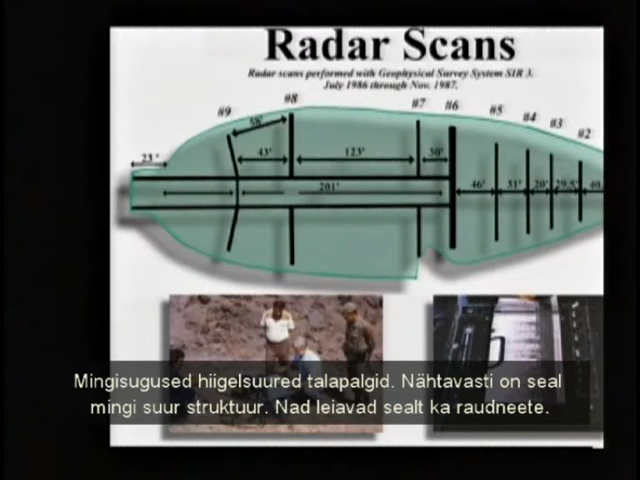 Radar Scans
Radar scans performed with Geophysical Survey System SIR 3.
July 1986 through Nov. 1987.
#9 #8 #7 #6 #5 #4 #3 #2
58'
23' 43' 123' 30'
201' 46' 31' 20' 29.5' 40
Mingisugused hiigelsuured talapalgid. Nähtavasti on seal
mingi suur struktuur. Nad leiavad sealt ka raudneete.